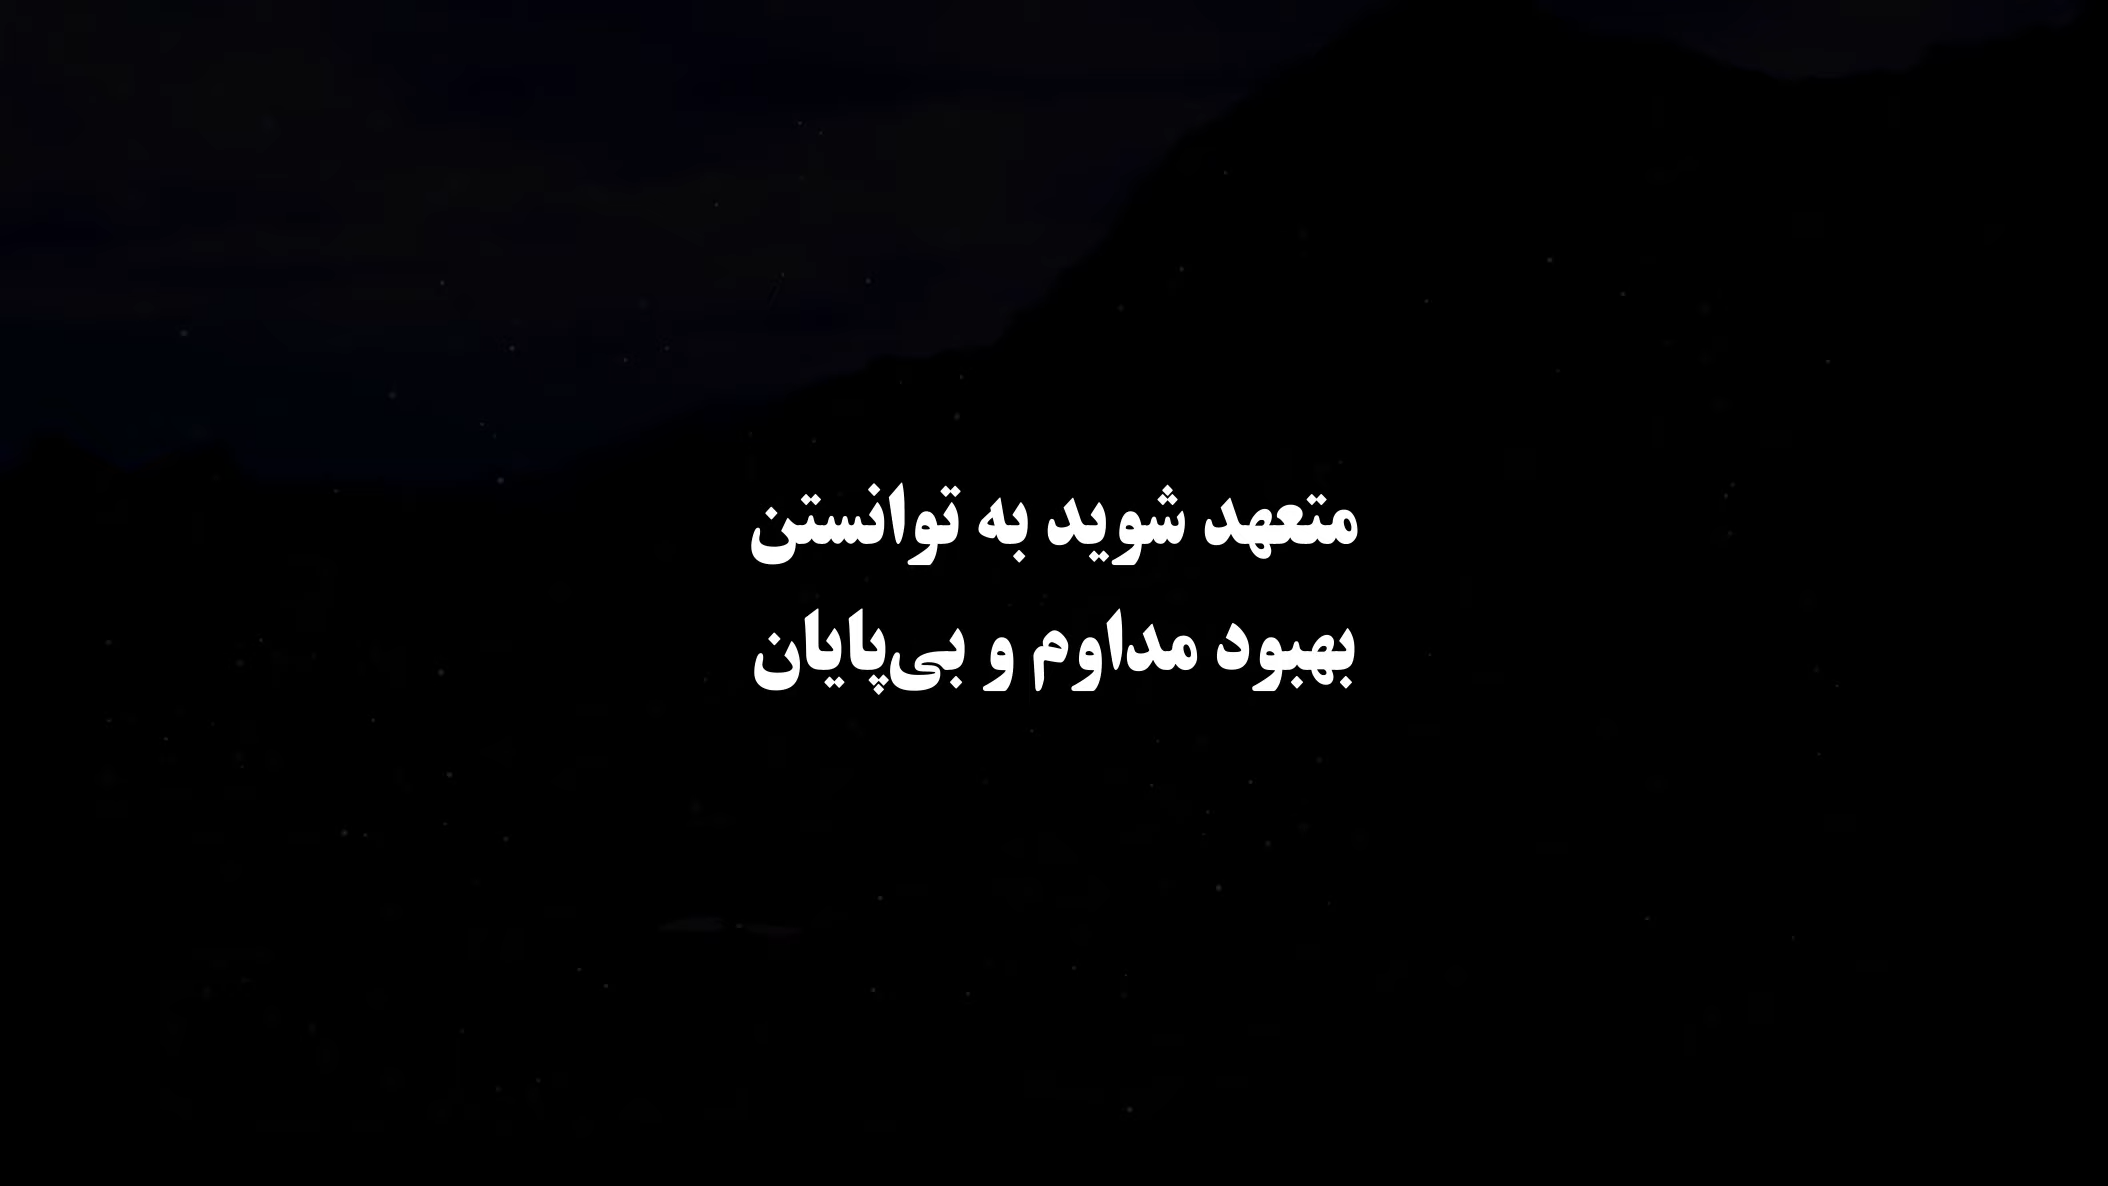 متعهد شوید به توانستن
بهبود مداوم و بی‌پایان